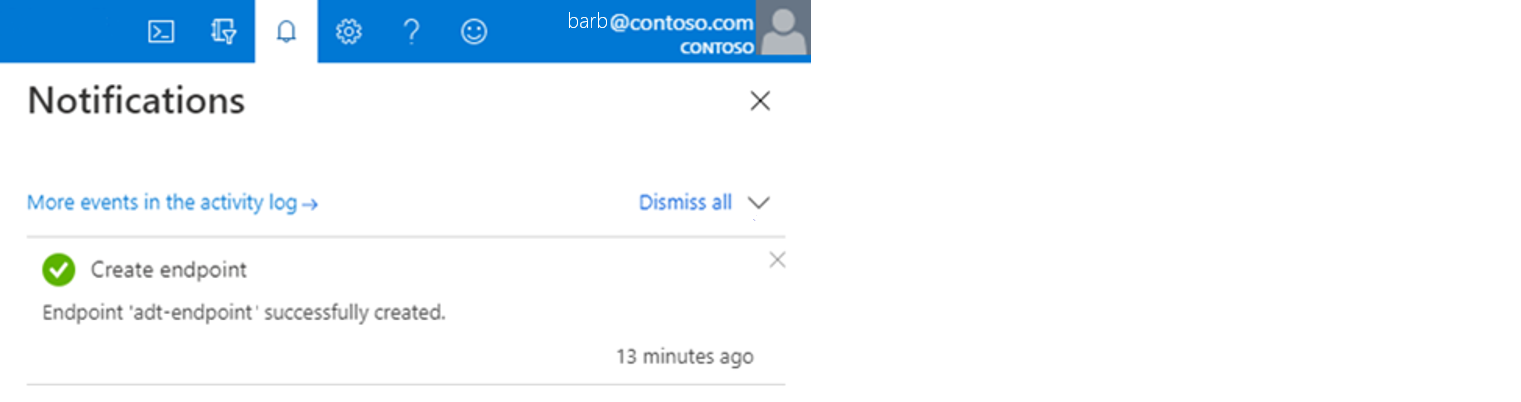 barb@contoso.com
CONTOSO
Notifications
More events in the activity log →
Dismiss all
Create endpoint
Endpoint 'adt-endpoint' successfully created.
13 minutes ago